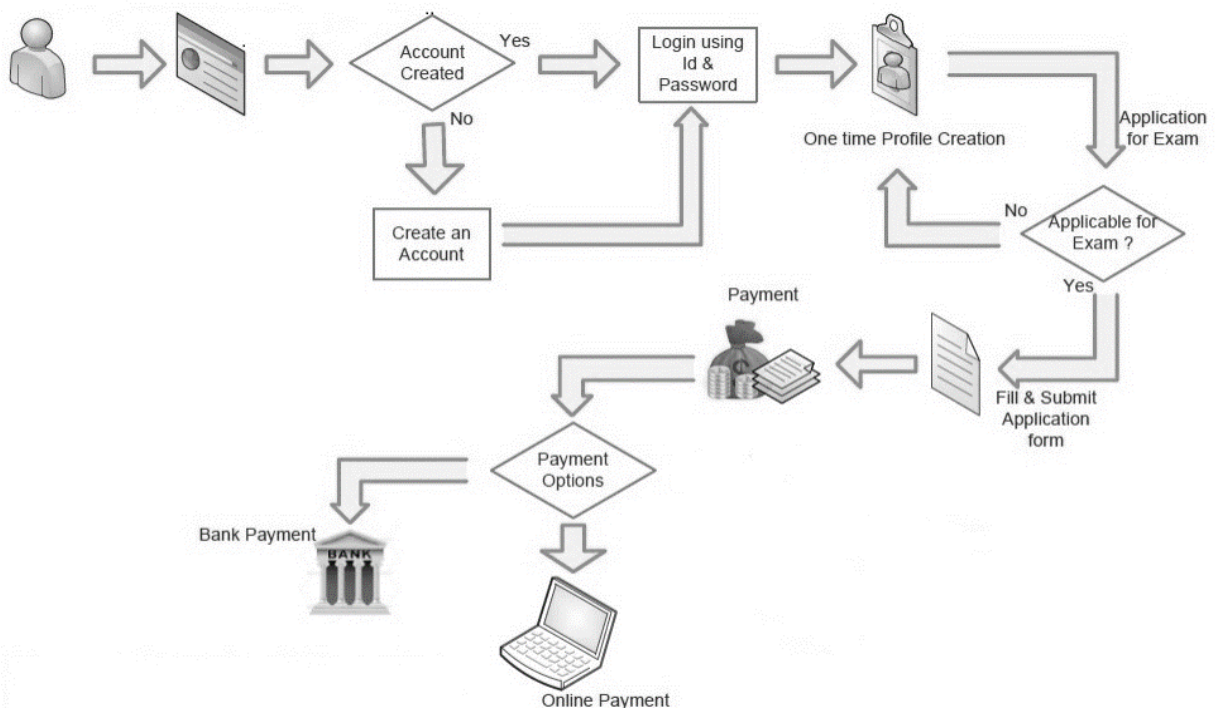 Account
Created
Yes
No
Create an
Account
Login using
Id &
Password
One time Profile Creation
Application
for Exam
Applicable for
Exam ?
No
Yes
Fill & Submit
Application
form
Payment
Payment
Options
Bank Payment
BANK
Online Payment